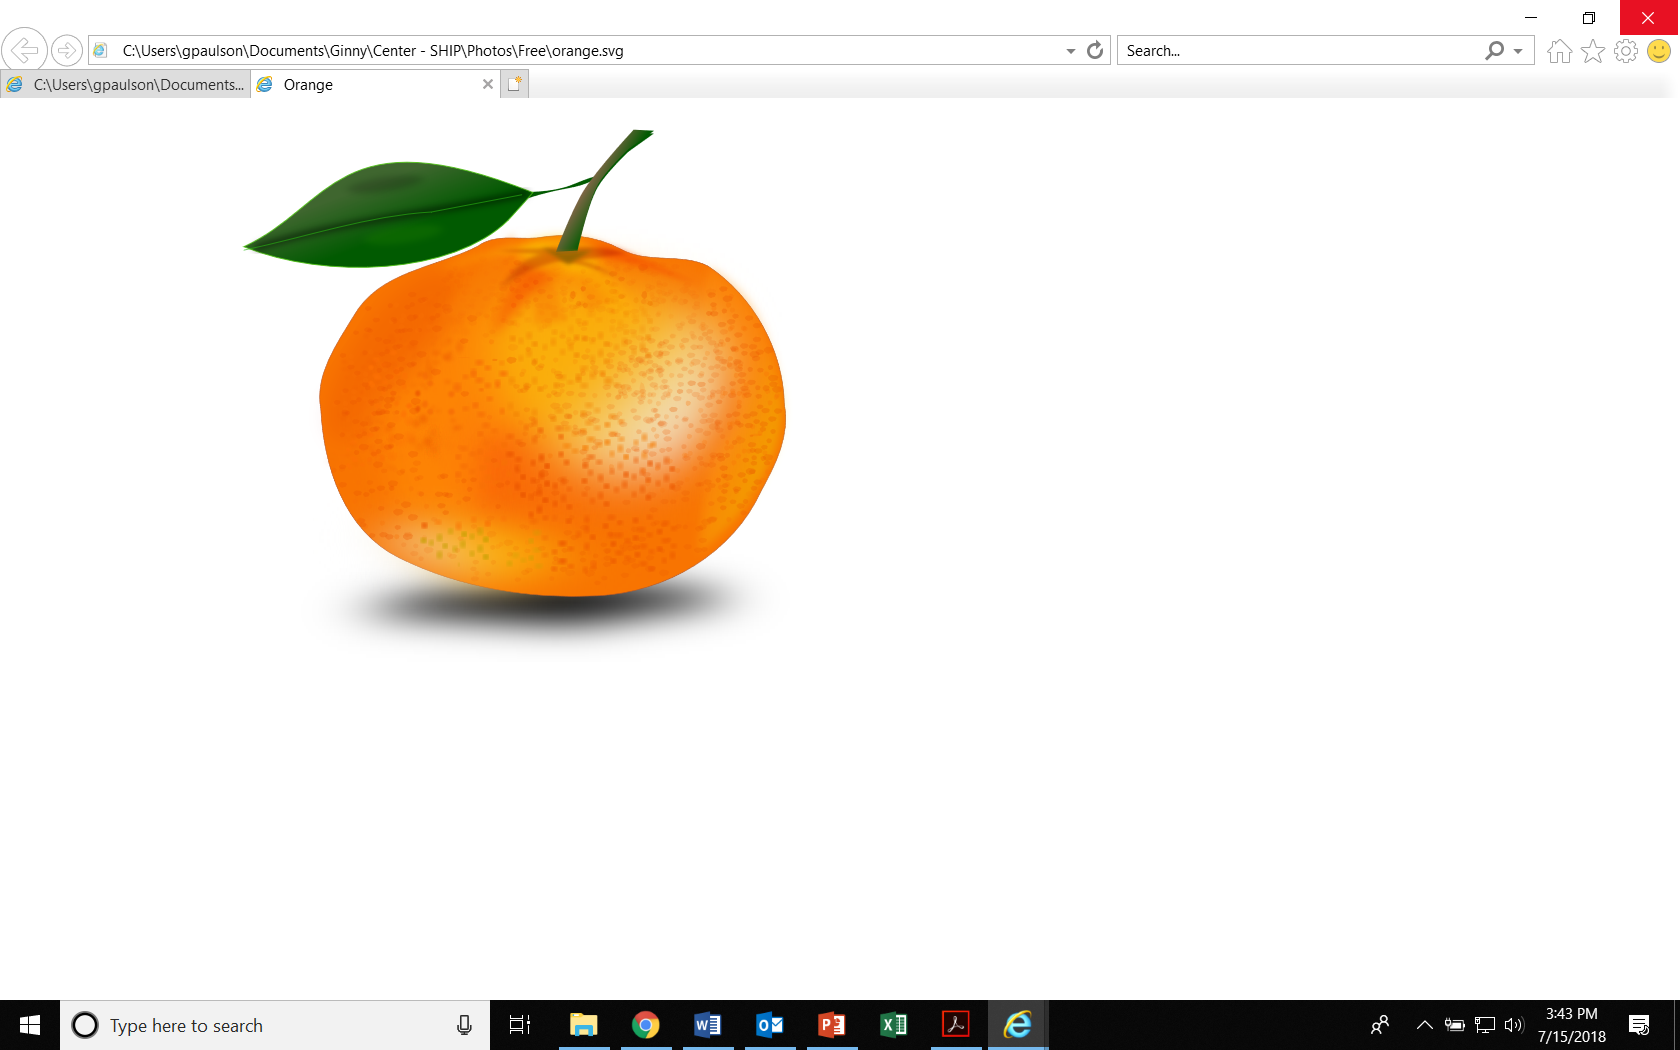 C:\Users\gpaulson\Documents\Ginny\Center - SHIP\Photos\Free\orange.svg
Search...
C:\Users\gpaulson\Documents...
Orange
Type here to search
3:43 PM
7/15/2018